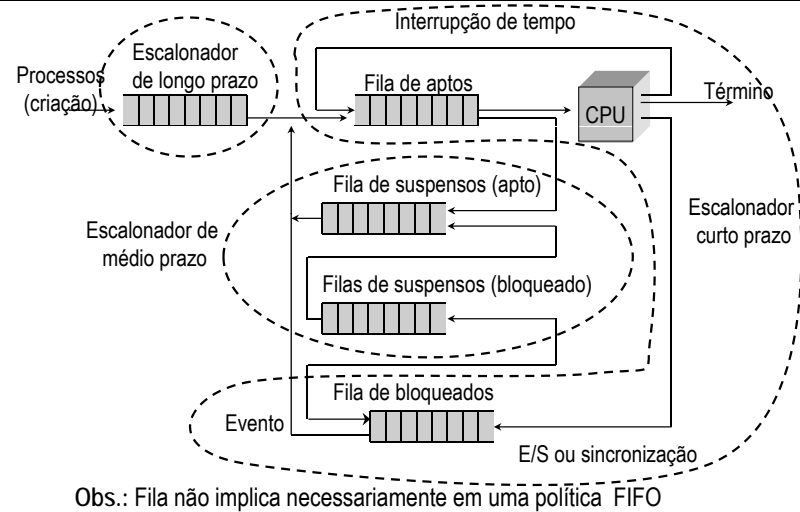 Interrupção de tempo
Escalonador
de longo prazo
Processos
(criação)
Fila de aptos
CPU
Término
Fila de suspensos (apto)
Escalonador
curto prazo
Escalonador de
médio prazo
Filas de suspensos (bloqueado)
Fila de bloqueados
Evento
E/S ou sincronização
Obs.: Fila não implica necessariamente em uma política FIFO